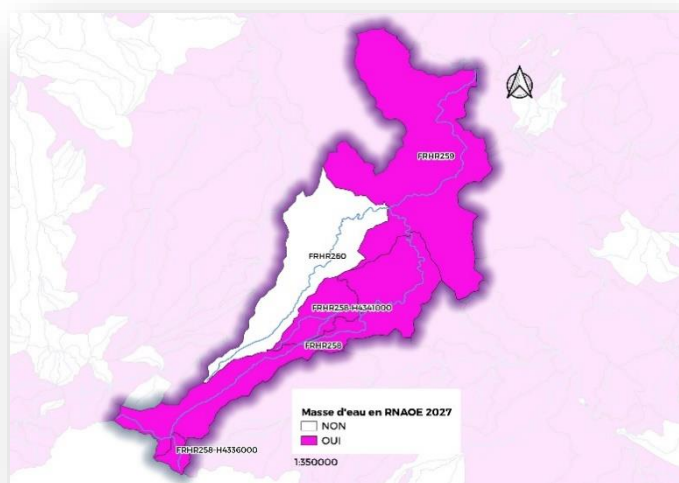 FRHR259
FRHR260
FRHR258-H4341000
FRHR258
FRHR258-H4336000
Masse d'eau en RNAOE 2027
NON
OUI
1:350000